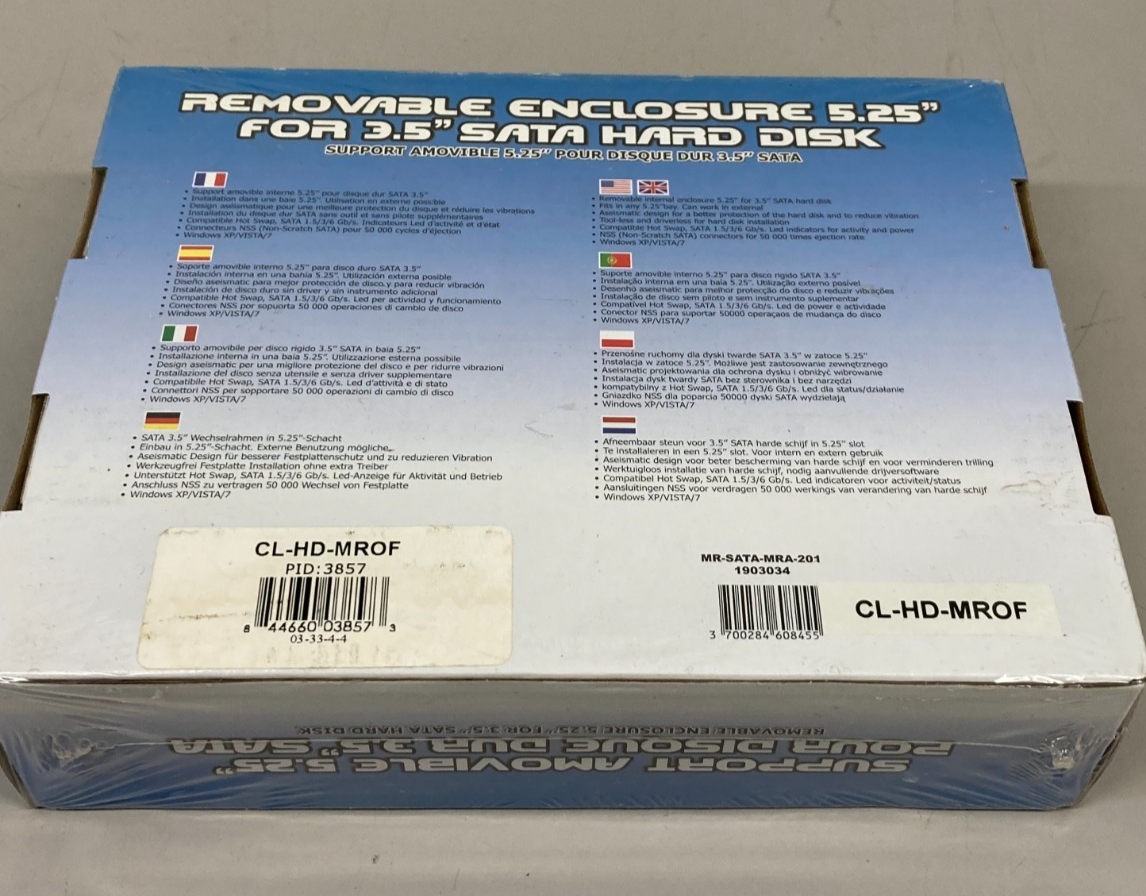 REMOVABLE ENCLOSURE 5.25"
FOR 3.5" SATA HARD DISK
SUPPORT AMOVIBLE 5.25" POUR DISQUE DUR 3.5" SATA
• Support amovible interne 5.25" pour disque dur SATA 3.5"
• Installation dans une baie 5.25". Utilisation en externe possible
• Design aseismatique pour une meilleure protection du disque et réduire les vibrations
• Installation du disque dur SATA sans outil et sans pilote supplémentaires
• Compatible Hot Swap, SATA 1.5/3/6 Gb/s. Indicateurs Led d'activité et d'état
• Connecteurs NSS (Non-Scratch SATA) pour 50 000 cycles d'éjection
• Windows XP/VISTA/7
• Removable internal enclosure 5.25" for 3.5" SATA hard disk
• Fits in any 5.25"bay. Can work in external
• Aseismatic design for a better protection of the hard disk and to reduce vibration
• Tool-less and driverless for hard disk installation
• Compatible Hot Swap, SATA 1.5/3/6 Gb/s. Led indicators for activity and power
• NSS (Non-Scratch SATA) connectors for 50 000 times ejection rate
• Windows XP/VISTA/7
• Soporte amovible interno 5.25" para disco duro SATA 3.5"
• Instalación interna en una bahia 5.25". Utilización externa posible
• Diseño aseismatic para mejor protección de disco.y para reducir vibración
• Instalación de disco duro sin driver y sin instrumento adicional
• Compatible Hot Swap, SATA 1.5/3/6 Gb/s. Led per actividad y funcionamiento
• Conectores NSS por sopuorta 50 000 operaciones di cambio de disco
• Windows XP/VISTA/7
• Suporte amovible interno 5.25" para disco rigido SATA 3.5"
• Instalação interna em una baia 5.25". Utilização externo posivel
• Desenho aseismatic para melhor protecção do disco e reduzir vibrações
• Instalação de disco sem piloto e sem instrumento suplementar
• Compativel Hot Swap, SATA 1.5/3/6 Gb/s. Led de power e actividade
• Conector NSS para suportar 50000 operaçaos de mudança do disco
• Windows XP/VISTA/7
• Supporto amovibile per disco rigido 3.5" SATA in baia 5.25"
• Installazione interna in una baia 5.25". Utilizzazione esterna possibile
• Design aseismatic per una migliore protezione del disco e per ridurre vibrazioni
• Installazione del disco senza utensile e senza driver supplementare
• Compatibile Hot Swap, SATA 1.5/3/6 Gb/s. Led d'attività e di stato
• Connettori NSS per sopportare 50 000 operazioni di cambio di disco
• Windows XP/VISTA/7
• Przenośne ruchomy dla dyski twarde SATA 3.5" w zatoce 5.25"
• Instalacja w zatoce 5.25". Możliwe jest zastosowanie zewnętrznego
• Aseismatic projektowania dla ochrona dysku i obniżyć wibrowanie
• Instalacja dysk twardy SATA bez sterownika i bez narzędzi
• kompatybilny z Hot Swap, SATA 1.5/3/6 Gb/s. Led dla status/działanie
• Gniazdko NSS dla poparcia 50000 dyski SATA wydzielają
• Windows XP/VISTA/7
• SATA 3.5" Wechselrahmen in 5.25"-Schacht
• Einbau in 5.25"-Schacht. Externe Benutzung mögliche
• Aseismatic Design für besserer Festplattenschutz und zu reduzieren Vibration
• Werkzeugfrei Festplatte Installation ohne extra Treiber
• Unterstützt Hot Swap, SATA 1.5/3/6 Gb/s. Led-Anzeige für Aktivität und Betrieb
• Anschluss NSS zu vertragen 50 000 Wechsel von Festplatte
• Windows XP/VISTA/7
• Afneembaar steun voor 3.5" SATA harde schijf in 5.25" slot
• Te installaleren in een 5.25" slot. Voor intern en extern gebruik
• Aseismatic design voor beter bescherming van harde schijf en voor verminderen trilling
• Werktuigloos installatie van harde schijf, nodig aanvullende drijversoftware
• Compatibel Hot Swap, SATA 1.5/3/6 Gb/s. Led indicatoren voor activiteit/status
• Aansluitingen NSS voor verdragen 50 000 werkings van verandering van harde schijf
• Windows XP/VISTA/7
CL-HD-MROF
PID:3857
8 44660 03857 3
03-33-4-4
MR-SATA-MRA-201
1903034
3 700284 608455
CL-HD-MROF
REMOVABLE ENCLOSURE 5.25" FOR 3.5" SATA HARD DISK
SUPPORT AMOVIBLE 5.25"
POUR DISQUE DUR 3.5" SATA